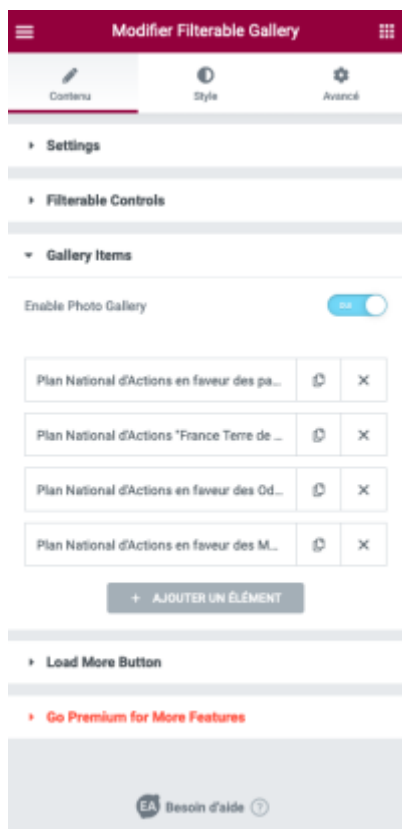 Modifier Filterable Gallery
Contenu Style Avancé
Settings
Filterable Controls
Gallery Items
Enable Photo Gallery OUI
Plan National d'Actions en faveur des pa...
Plan National d'Actions "France Terre de ...
Plan National d'Actions en faveur des Od...
Plan National d'Actions en faveur des M...
+ AJOUTER UN ÉLÉMENT
Load More Button
Go Premium for More Features
EA Besoin d'aide ?